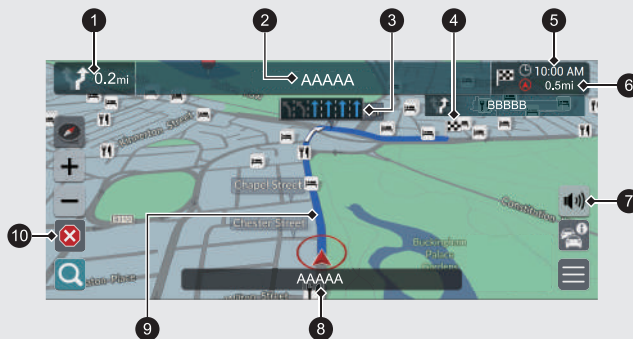 1
2
3
4
5
0.2mi
AAAAA
10:00 AM
6
0.5mi
BBBBB
Chapel Street
Chester Street
Constitution
7
10
Buckingham
Palace
Gardens
AAAAA
9
8